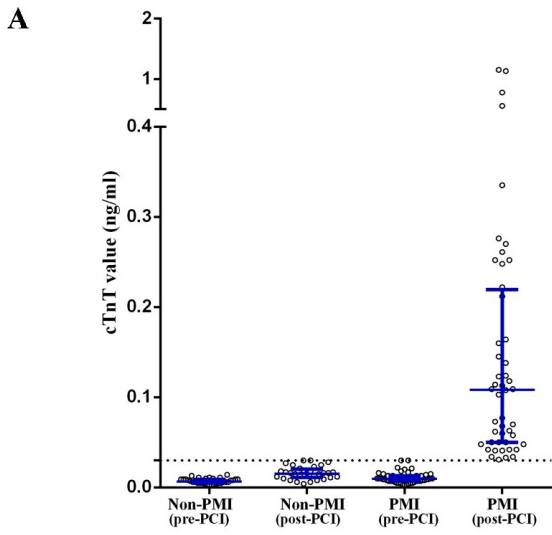 A
2
1
0.4
0.3
0.2
0.1
0.0
cTnT value (ng/ml)
Non-PMI
(pre-PCI)
Non-PMI
(post-PCI)
PMI
(pre-PCI)
PMI
(post-PCI)